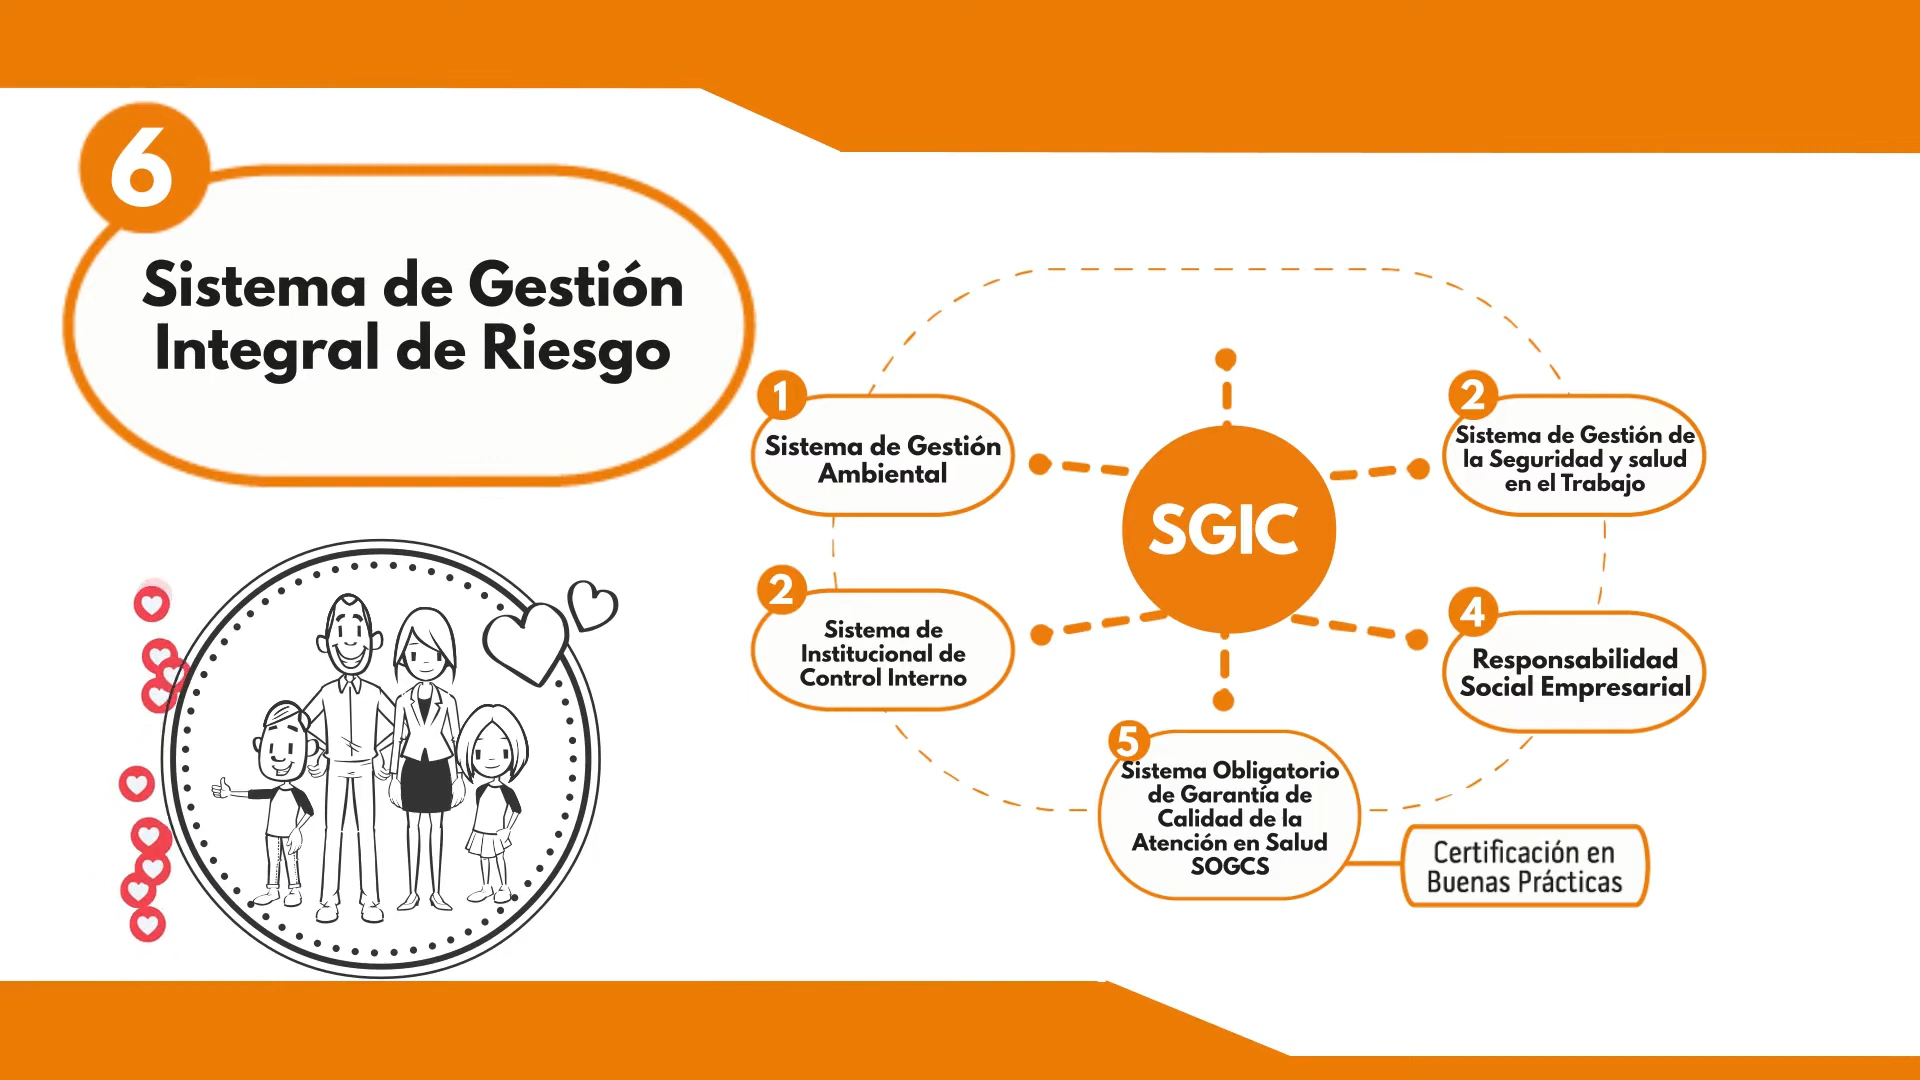 6
Sistema de Gestión
Integral de Riesgo
1
Sistema de Gestión
Ambiental
2
Sistema de Gestión de
la Seguridad y salud
en el Trabajo
SGIC
2
Sistema de
Institucional de
Control Interno
4
Responsabilidad
Social Empresarial
5
Sistema Obligatorio
de Garantía de
Calidad de la
Atención en Salud
SOGCS
Certificación en
Buenas Prácticas